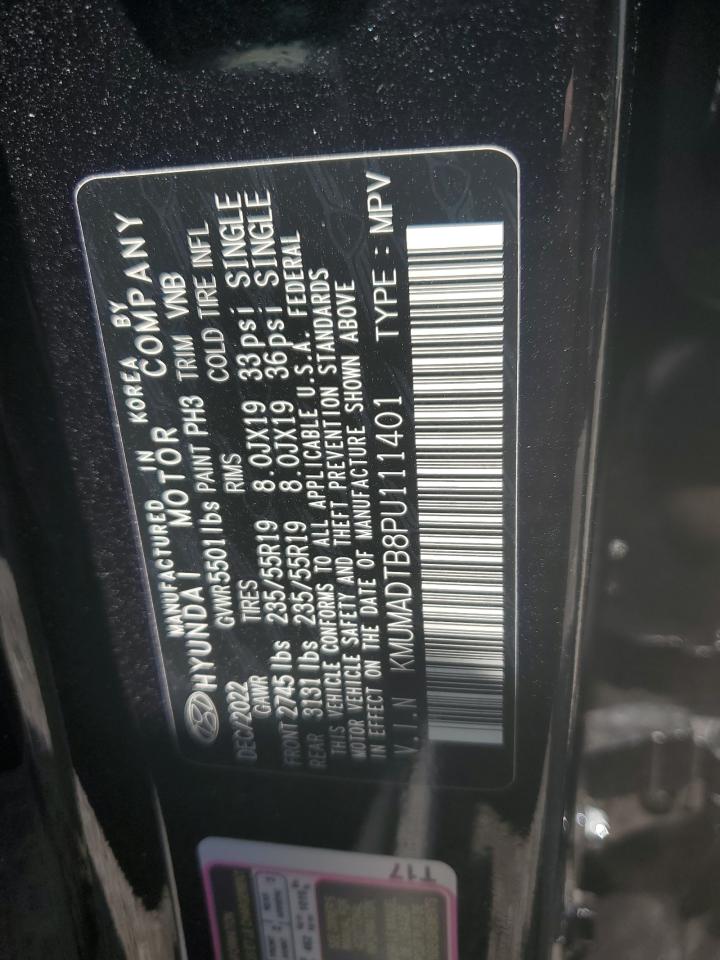 MANUFACTURED IN KOREA BY
HYUNDAI MOTOR COMPANY
DEC/2022 GVWR 5501 lbs PAINT PH3 TRIM VNB
GAWR TIRES RIMS COLD TIRE INFL
FRONT 2745 lbs 235/55R19 8.0JX19 33psi SINGLE
REAR 3131 lbs 235/55R19 8.0JX19 36psi SINGLE
THIS VEHICLE CONFORMS TO ALL APPLICABLE U.S.A. FEDERAL
MOTOR VEHICLE SAFETY AND THEFT PREVENTION STANDARDS
IN EFFECT ON THE DATE OF MANUFACTURE SHOWN ABOVE
V.I.N KMUMADTB8PU111401 TYPE : MPV
T17